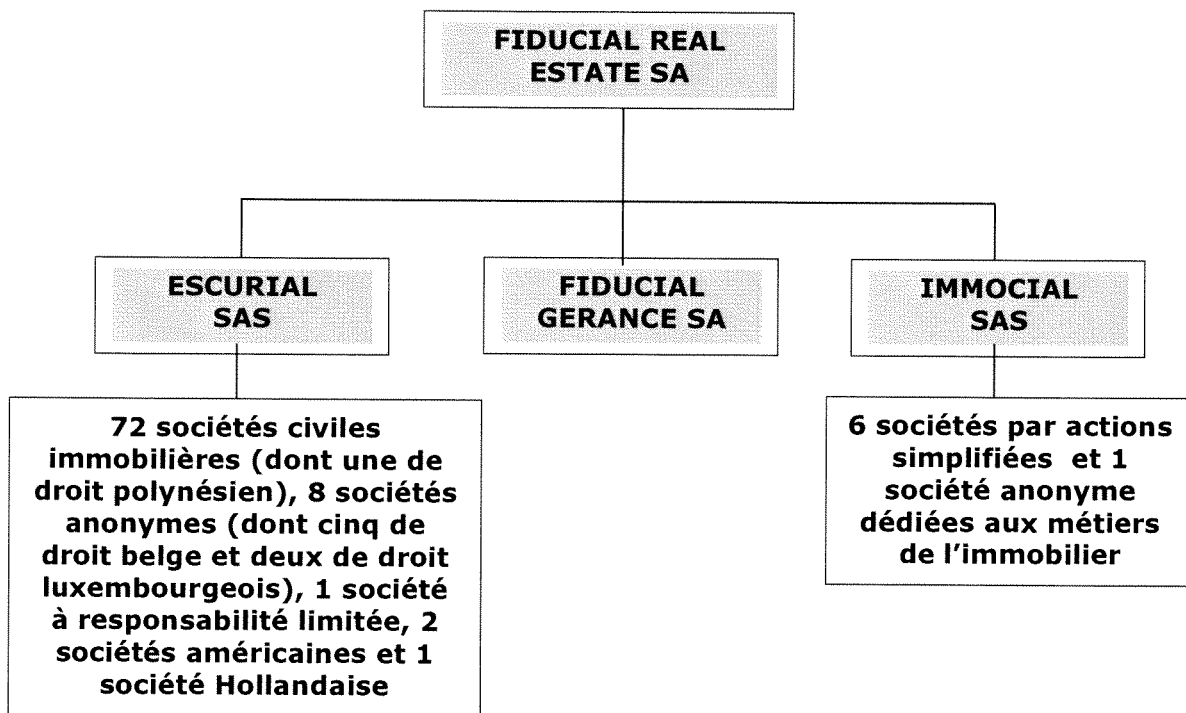 FIDUCIAL REAL
ESTATE SA
ESCURIAL
SAS
FIDUCIAL
GERANCE SA
IMMOCIAL
SAS
72 sociétés civiles
immobilières (dont une de
droit polynésien), 8 sociétés
anonymes (dont cinq de
droit belge et deux de droit
luxembourgeois), 1 société
à responsabilité limitée, 2
sociétés américaines et 1
société Hollandaise
6 sociétés par actions
simplifiées et 1
société anonyme
dédiées aux métiers
de l'immobilier